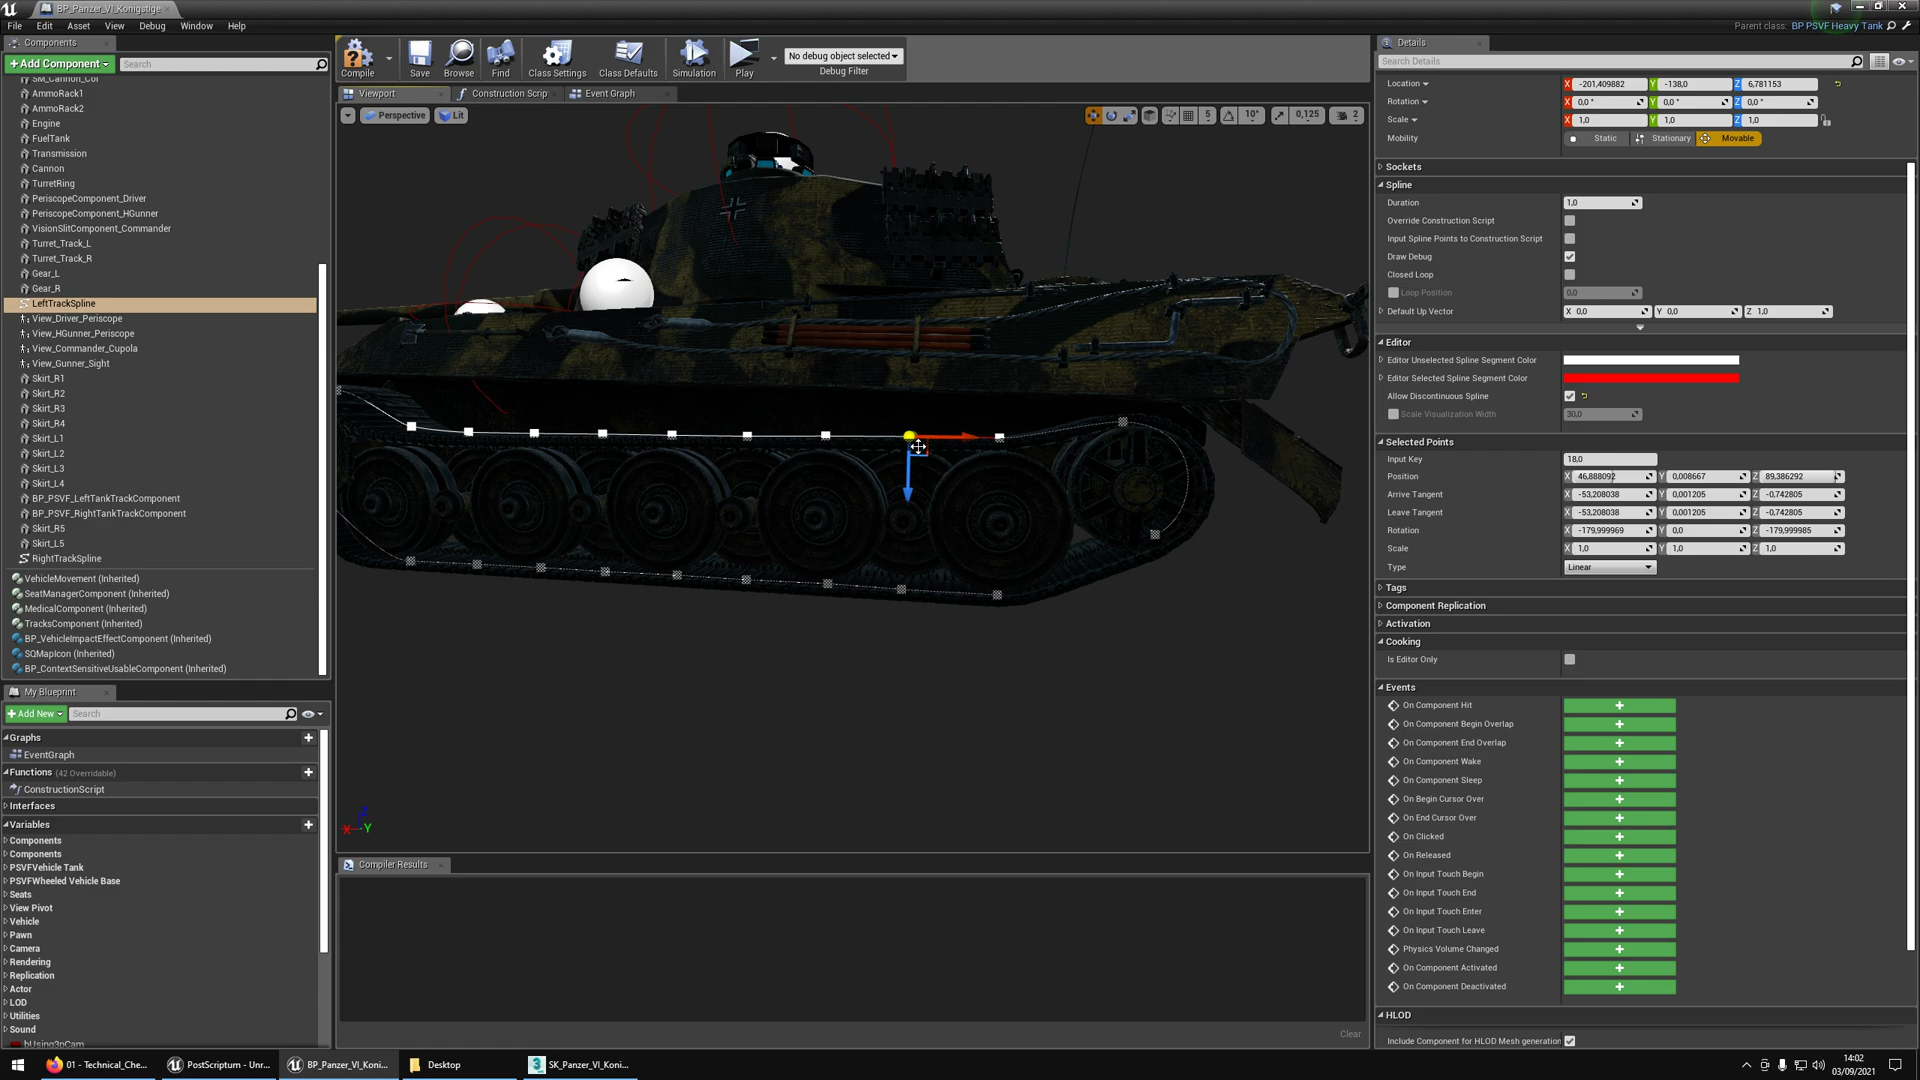 BP_Panzer_VI_Konigstige
File Edit Asset View Debug Window Help
Parent class: BP PSVF Heavy Tank
Components
Add Component
Search
SM_Cannon_Col
AmmoRack1
AmmoRack2
Engine
FuelTank
Transmission
Cannon
TurretRing
PeriscopeComponent_Driver
PeriscopeComponent_HGunner
VisionSlitComponent_Commander
Turret_Track_L
Turret_Track_R
Gear_L
Gear_R
LeftTrackSpline
View_Driver_Periscope
View_HGunner_Periscope
View_Commander_Cupola
View_Gunner_Sight
Skirt_R1
Skirt_R2
Skirt_R3
Skirt_R4
Skirt_L1
Skirt_L2
Skirt_L3
Skirt_L4
BP_PSVF_LeftTankTrackComponent
BP_PSVF_RightTankTrackComponent
Skirt_R5
Skirt_L5
RightTrackSpline
VehicleMovement (Inherited)
SeatManagerComponent (Inherited)
MedicalComponent (Inherited)
TracksComponent (Inherited)
BP_VehicleImpactEffectComponent (Inherited)
SQMapIcon (Inherited)
BP_ContextSensitiveUsableComponent (Inherited)
My Blueprint
Add New
Search
Graphs
EventGraph
Functions (42 Overridable)
ConstructionScript
Interfaces
Variables
Components
Components
PSVFVehicle Tank
PSVFWheeled Vehicle Base
Seats
View Pivot
Vehicle
Pawn
Camera
Rendering
Replication
Actor
LOD
Utilities
Sound
bUsing3pCam
Compile
Save
Browse
Find
Class Settings
Class Defaults
Simulation
Play
No debug object selected
Debug Filter
Viewport
Construction Scrip
Event Graph
Perspective
Lit
5
10°
0,125
2
X
Y
Z
Compiler Results
Clear
Details
Search Details
Location X -201,409882 Y -138,0 Z 6,781153
Rotation X 0,0 ° Y 0,0 ° Z 0,0 °
Scale X 1,0 Y 1,0 Z 1,0
Mobility Static Stationary Movable
Sockets
Spline
Duration 1,0
Override Construction Script
Input Spline Points to Construction Script
Draw Debug
Closed Loop
Loop Position 0,0
Default Up Vector X 0,0 Y 0,0 Z 1,0
Editor
Editor Unselected Spline Segment Color
Editor Selected Spline Segment Color
Allow Discontinuous Spline
Scale Visualization Width 30,0
Selected Points
Input Key 18,0
Position X 46,888092 Y 0,008667 Z 89,386292
Arrive Tangent X -53,208038 Y 0,001205 Z -0,742805
Leave Tangent X -53,208038 Y 0,001205 Z -0,742805
Rotation X -179,999969 Y 0,0 Z -179,999985
Scale X 1,0 Y 1,0 Z 1,0
Type Linear
Tags
Component Replication
Activation
Cooking
Is Editor Only
Events
On Component Hit
On Component Begin Overlap
On Component End Overlap
On Component Wake
On Component Sleep
On Begin Cursor Over
On End Cursor Over
On Clicked
On Released
On Input Touch Begin
On Input Touch End
On Input Touch Enter
On Input Touch Leave
Physics Volume Changed
On Component Activated
On Component Deactivated
HLOD
Include Component for HLOD Mesh generation
01 - Technical_Che...
PostScriptum - Unr...
BP_Panzer_VI_Koni...
Desktop
SK_Panzer_VI_Koni...
14:02
03/09/2021